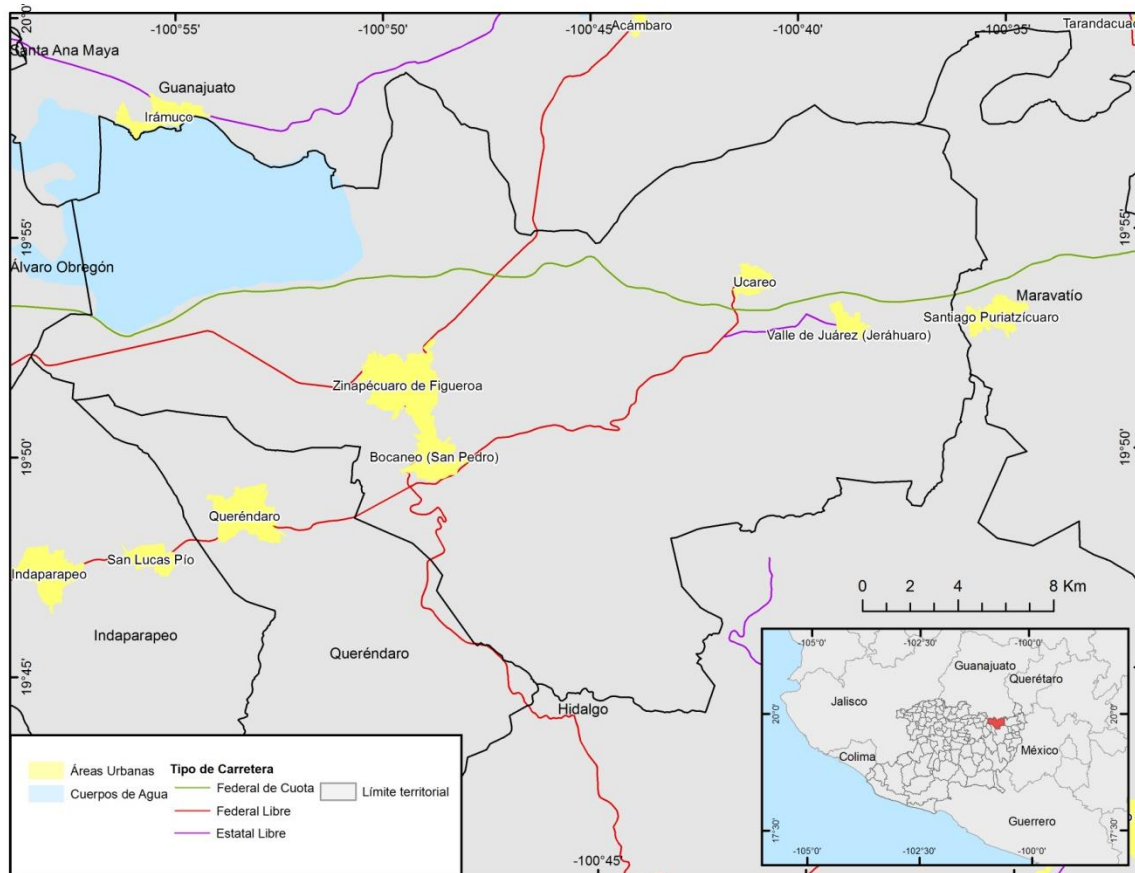 20°0'
-100°55'
-100°50'
-100°45'
-100°40'
-100°35'
Acámbaro
Santa Ana Maya
Guanajuato
Irámuco
19°55'
19°55'
Álvaro Obregón
Ucareo
Maravatío
Santiago Puriatzícuaro
Valle de Juárez (Jeráhuaro)
Zinapécuaro de Figueroa
Bocaneo (San Pedro)
19°50'
19°50'
Queréndaro
San Lucas Pío
Indaparapeo
Indaparapeo
Queréndaro
19°45'
Hidalgo
0 2 4 8 Km
Áreas Urbanas
Cuerpos de Agua
Tipo de Carretera
Federal de Cuota
Federal Libre
Estatal Libre
Límite territorial
-100°45'
-105°0'
-102°30'
-100°0'
Guanajuato
Querétaro
Jalisco
20°0'
20°0'
Colima
México
Guerrero
17°30'
17°30'
-105°0'
-102°30'
-100°0'